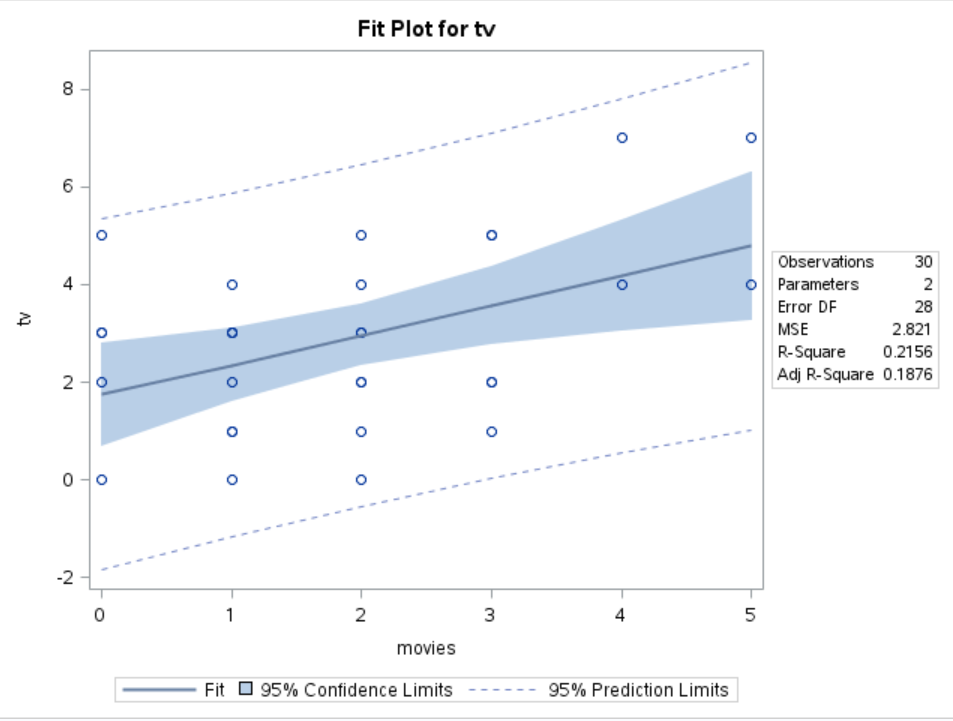 Fit Plot for tv
8
6
4
2
0
-2
tv
0 1 2 3 4 5
movies
Observations 30
Parameters 2
Error DF 28
MSE 2.821
R-Square 0.2156
Adj R-Square 0.1876
Fit 95% Confidence Limits 95% Prediction Limits